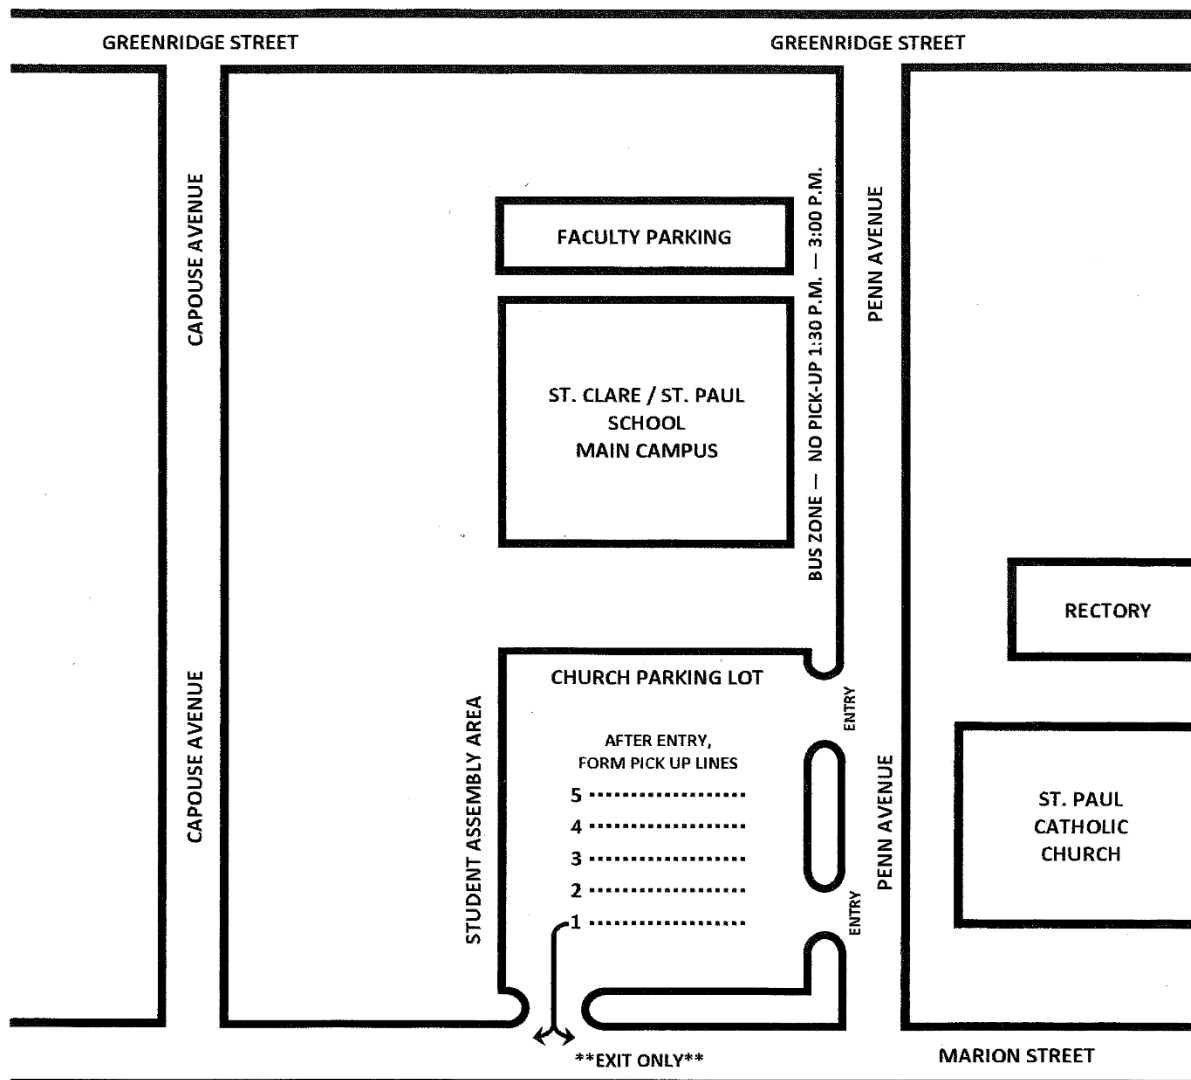 GREENRIDGE STREET
GREENRIDGE STREET
CAPOUSE AVENUE
FACULTY PARKING
BUS ZONE — NO PICK-UP 1:30 P.M. — 3:00 P.M.
PENN AVENUE
ST. CLARE / ST. PAUL
SCHOOL
MAIN CAMPUS
RECTORY
CAPOUSE AVENUE
STUDENT ASSEMBLY AREA
CHURCH PARKING LOT
ENTRY
AFTER ENTRY,
FORM PICK UP LINES
5
4
3
2
1
ENTRY
PENN AVENUE
ST. PAUL
CATHOLIC
CHURCH
**EXIT ONLY**
MARION STREET